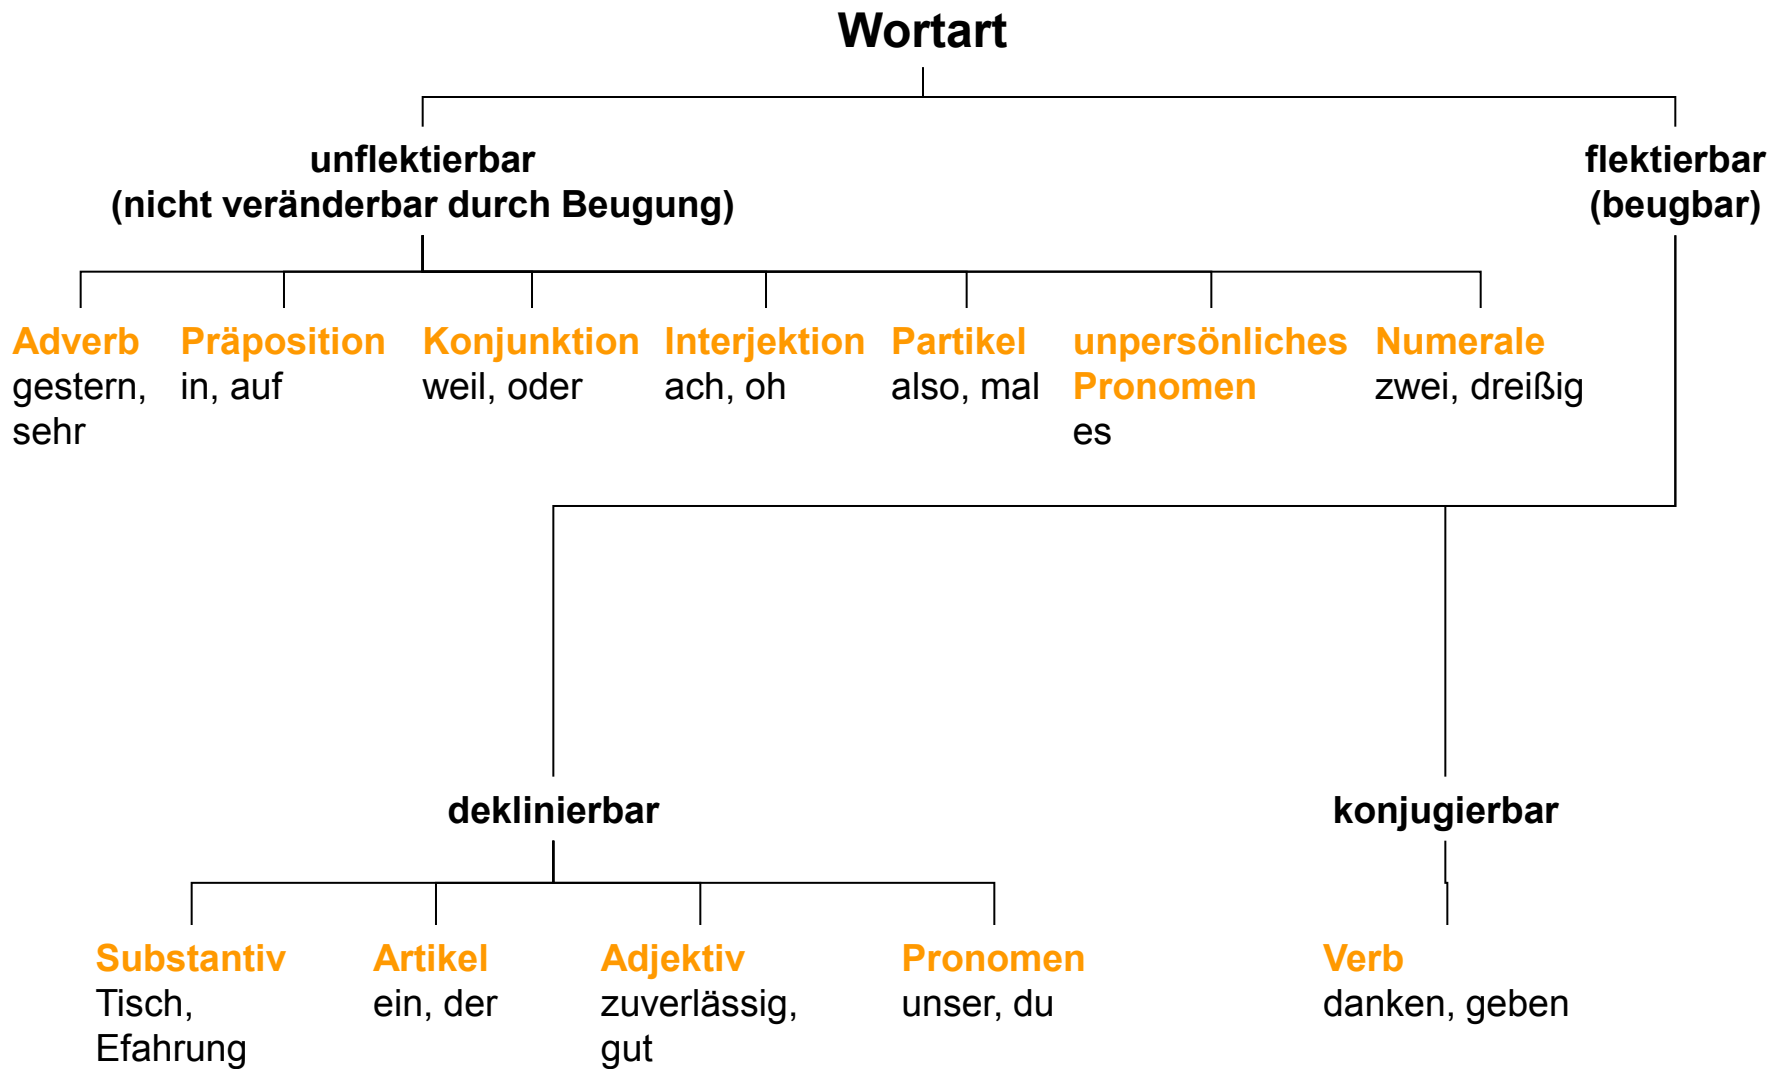 Wortart
unflektierbar
(nicht veränderbar durch Beugung)
flektierbar
(beugbar)
Adverb
gestern,
sehr
Präposition
in, auf
Konjunktion
weil, oder
Interjektion
ach, oh
Partikel
also, mal
unpersönliches
Pronomen
es
Numerale
zwei, dreißig
deklinierbar
konjugierbar
Substantiv
Tisch,
Efahrung
Artikel
ein, der
Adjektiv
zuverlässig,
gut
Pronomen
unser, du
Verb
danken, geben